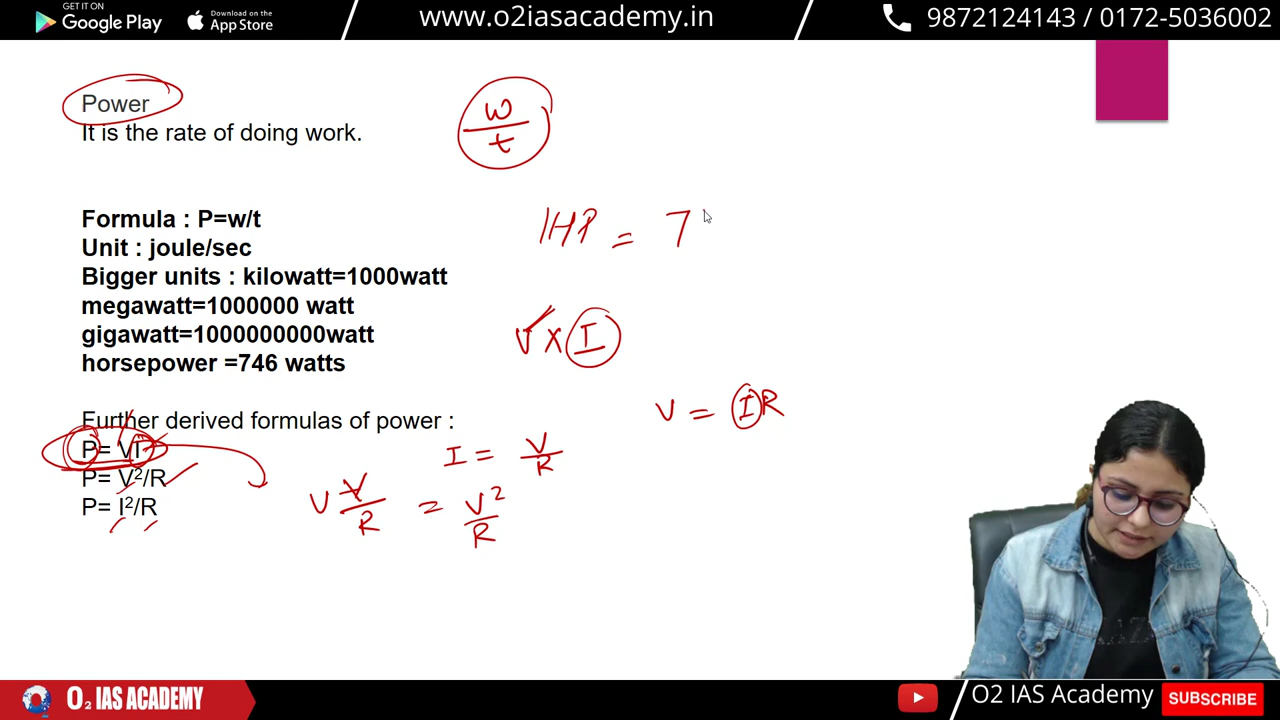 GET IT ON
Google Play
Download on the
App Store
www.o2iasacademy.in
9872124143 / 0172-5036002
Power
It is the rate of doing work.
w/t
Formula : P=w/t
Unit : joule/sec
Bigger units : kilowatt=1000watt
megawatt=1000000 watt
gigawatt=1000000000watt
horsepower =746 watts
1HP = 7
V X I
V = IR
Further derived formulas of power :
P= VI
P= V²/R
P= I²/R
I = V/R
V V/R = V²/R
O₂ IAS ACADEMY
O2 IAS Academy
SUBSCRIBE